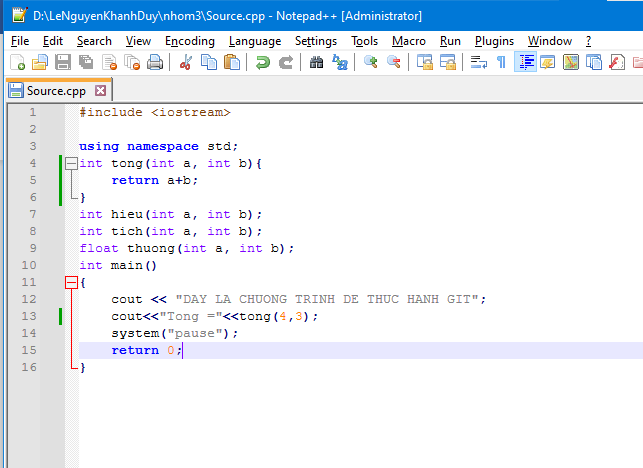 D:\LeNguyenKhanhDuy\nhom3\Source.cpp - Notepad++ [Administrator]
File Edit Search View Encoding Language Settings Tools Macro Run Plugins Window ?
Source.cpp
1 #include <iostream>
2
3 using namespace std;
4 int tong(int a, int b){
5 return a+b;
6 }
7 int hieu(int a, int b);
8 int tich(int a, int b);
9 float thuong(int a, int b);
10 int main()
11 {
12 cout << "DAY LA CHUONG TRINH DE THUC HANH GIT";
13 cout<<"Tong ="<<tong(4,3);
14 system("pause");
15 return 0;
16 }